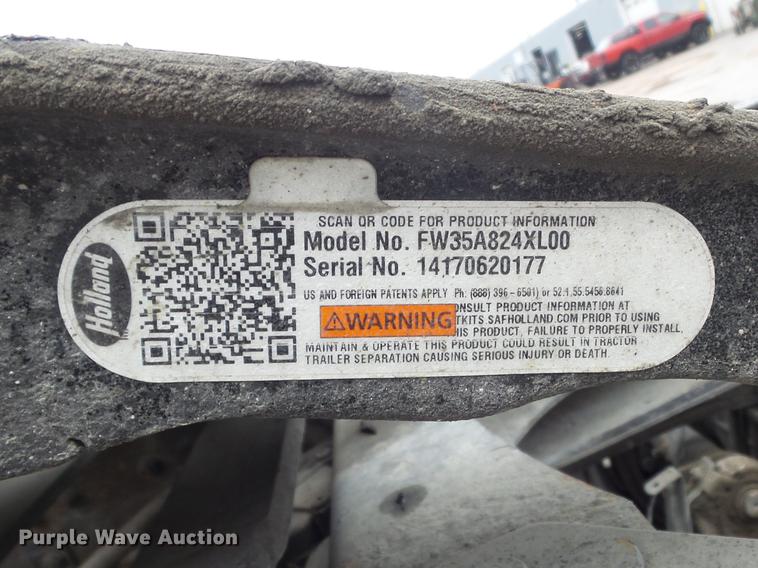 Holland
SCAN QR CODE FOR PRODUCT INFORMATION
Model No. FW35A824XL00
Serial No. 14170620177
US AND FOREIGN PATENTS APPLY Ph: (888) 396-6501) or 52.1.55.5458.8641
WARNING
NSULT PRODUCT INFORMATION AT
TKITS SAFHOLLAND.COM PRIOR TO USING
IS PRODUCT, FAILURE TO PROPERLY INSTALL,
MAINTAIN & OPERATE THIS PRODUCT COULD RESULT IN TRACTOR
TRAILER SEPARATION CAUSING SERIOUS INJURY OR DEATH.
Purple Wave Auction